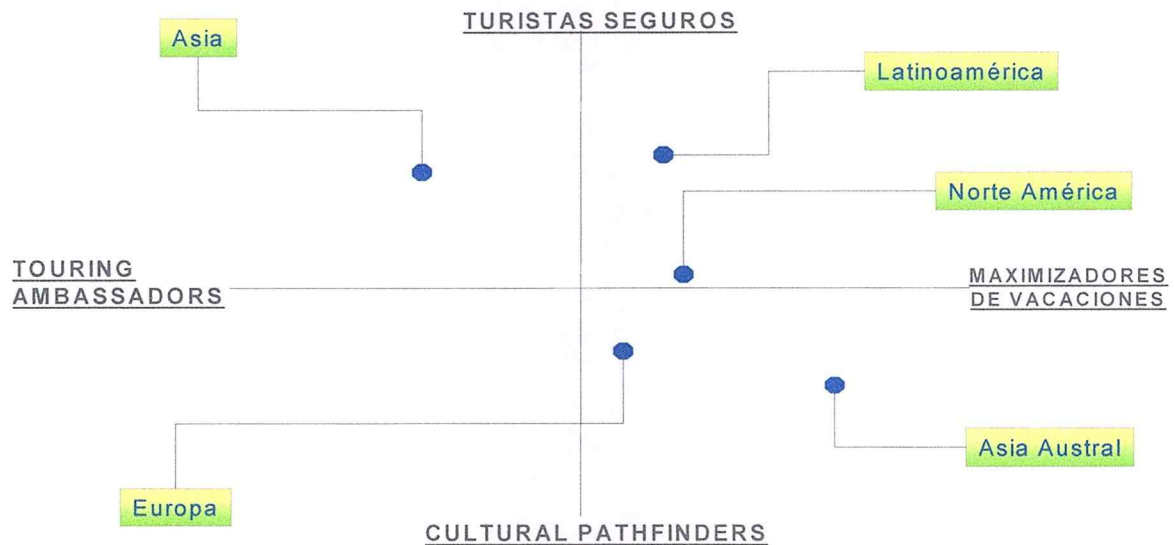 TURISTAS SEGUROS
Asia
Latinoamérica
Norte América
TOURING
AMBASSADORS
MAXIMIZADORES
DE VACACIONES
Asia Austral
Europa
CULTURAL PATHFINDERS